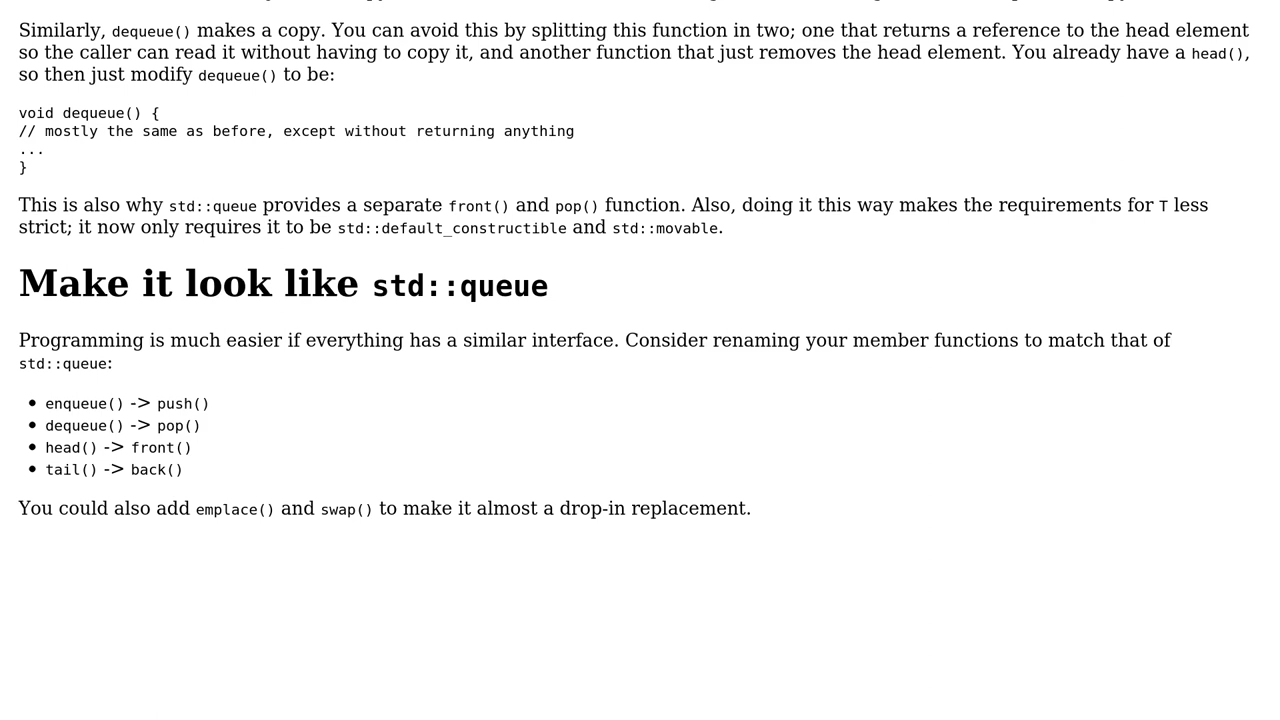 Similarly, dequeue() makes a copy. You can avoid this by splitting this function in two; one that returns a reference to the head element
so the caller can read it without having to copy it, and another function that just removes the head element. You already have a head(),
so then just modify dequeue() to be:
void dequeue() {
// mostly the same as before, except without returning anything
...
}
This is also why std::queue provides a separate front() and pop() function. Also, doing it this way makes the requirements for T less
strict; it now only requires it to be std::default_constructible and std::movable.
Make it look like std::queue
Programming is much easier if everything has a similar interface. Consider renaming your member functions to match that of
std::queue:
• enqueue() -> push()
• dequeue() -> pop()
• head() -> front()
• tail() -> back()
You could also add emplace() and swap() to make it almost a drop-in replacement.